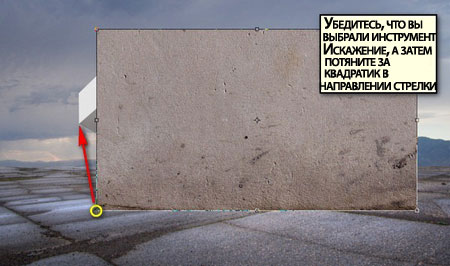 Убедитесь, что вы
выбрали инструмент
Искажение, а затем
потяните за
квадратик в
направлении стрелки